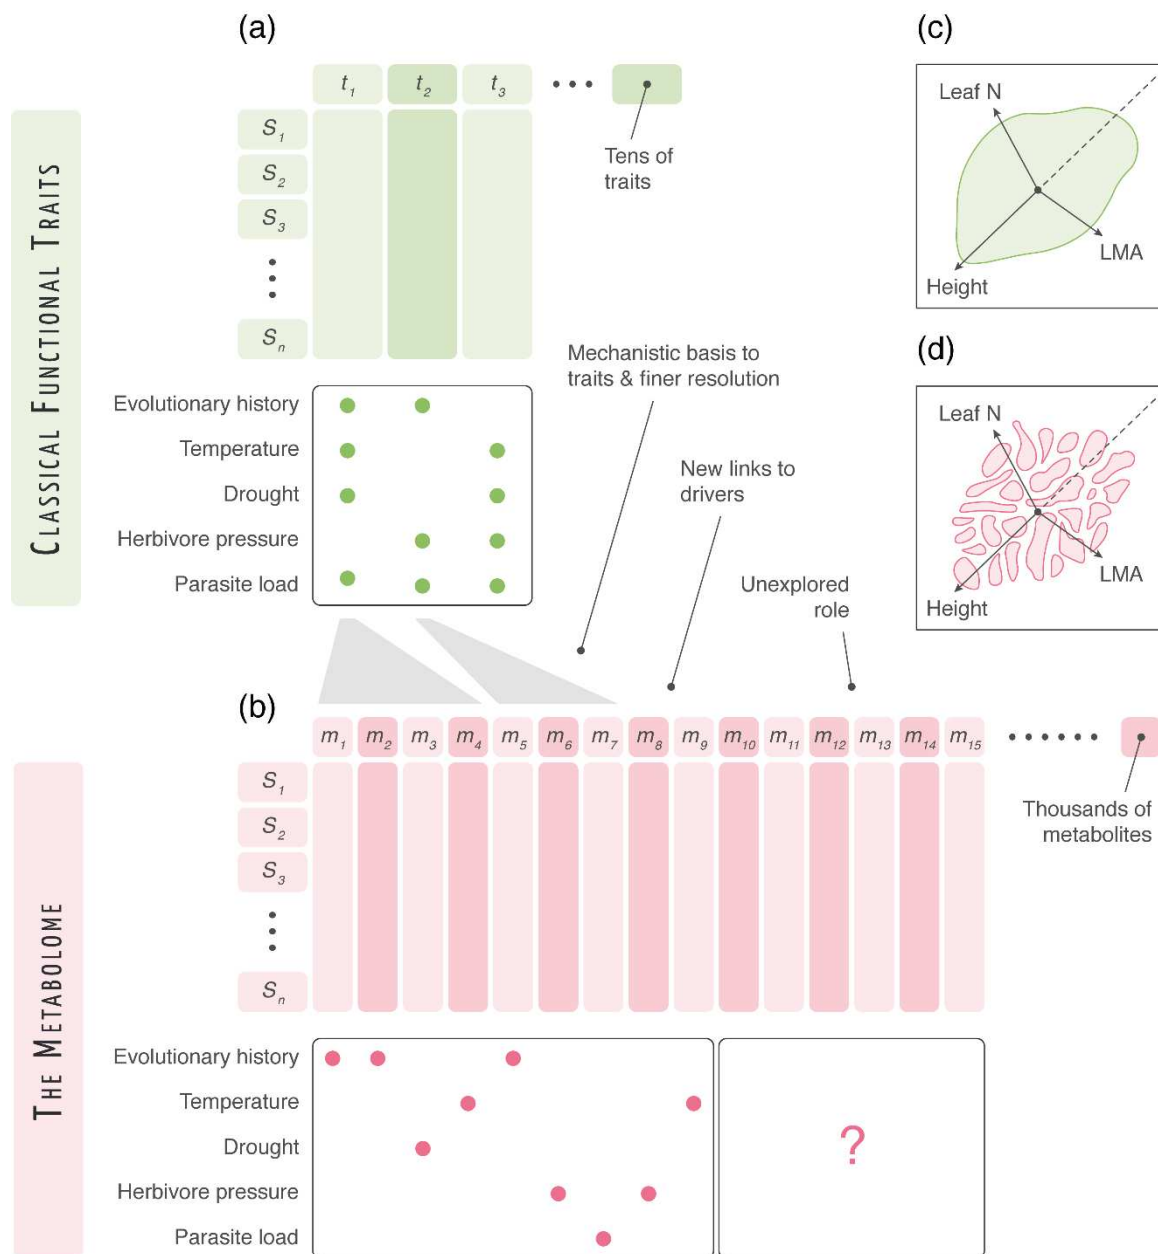 (a)
t1 t2 t3
Tens of
traits
S1
S2
S3
Sn
CLASSICAL FUNCTIONAL TRAITS
Evolutionary history
Temperature
Drought
Herbivore pressure
Parasite load
Mechanistic basis to
traits & finer resolution
New links to
drivers
Unexplored
role
(c)
Leaf N
LMA
Height
(d)
Leaf N
LMA
Height
(b)
m1 m2 m3 m4 m5 m6 m7 m8 m9 m10 m11 m12 m13 m14 m15
Thousands of
metabolites
S1
S2
S3
Sn
THE METABOLOME
Evolutionary history
Temperature
Drought
Herbivore pressure
Parasite load
?